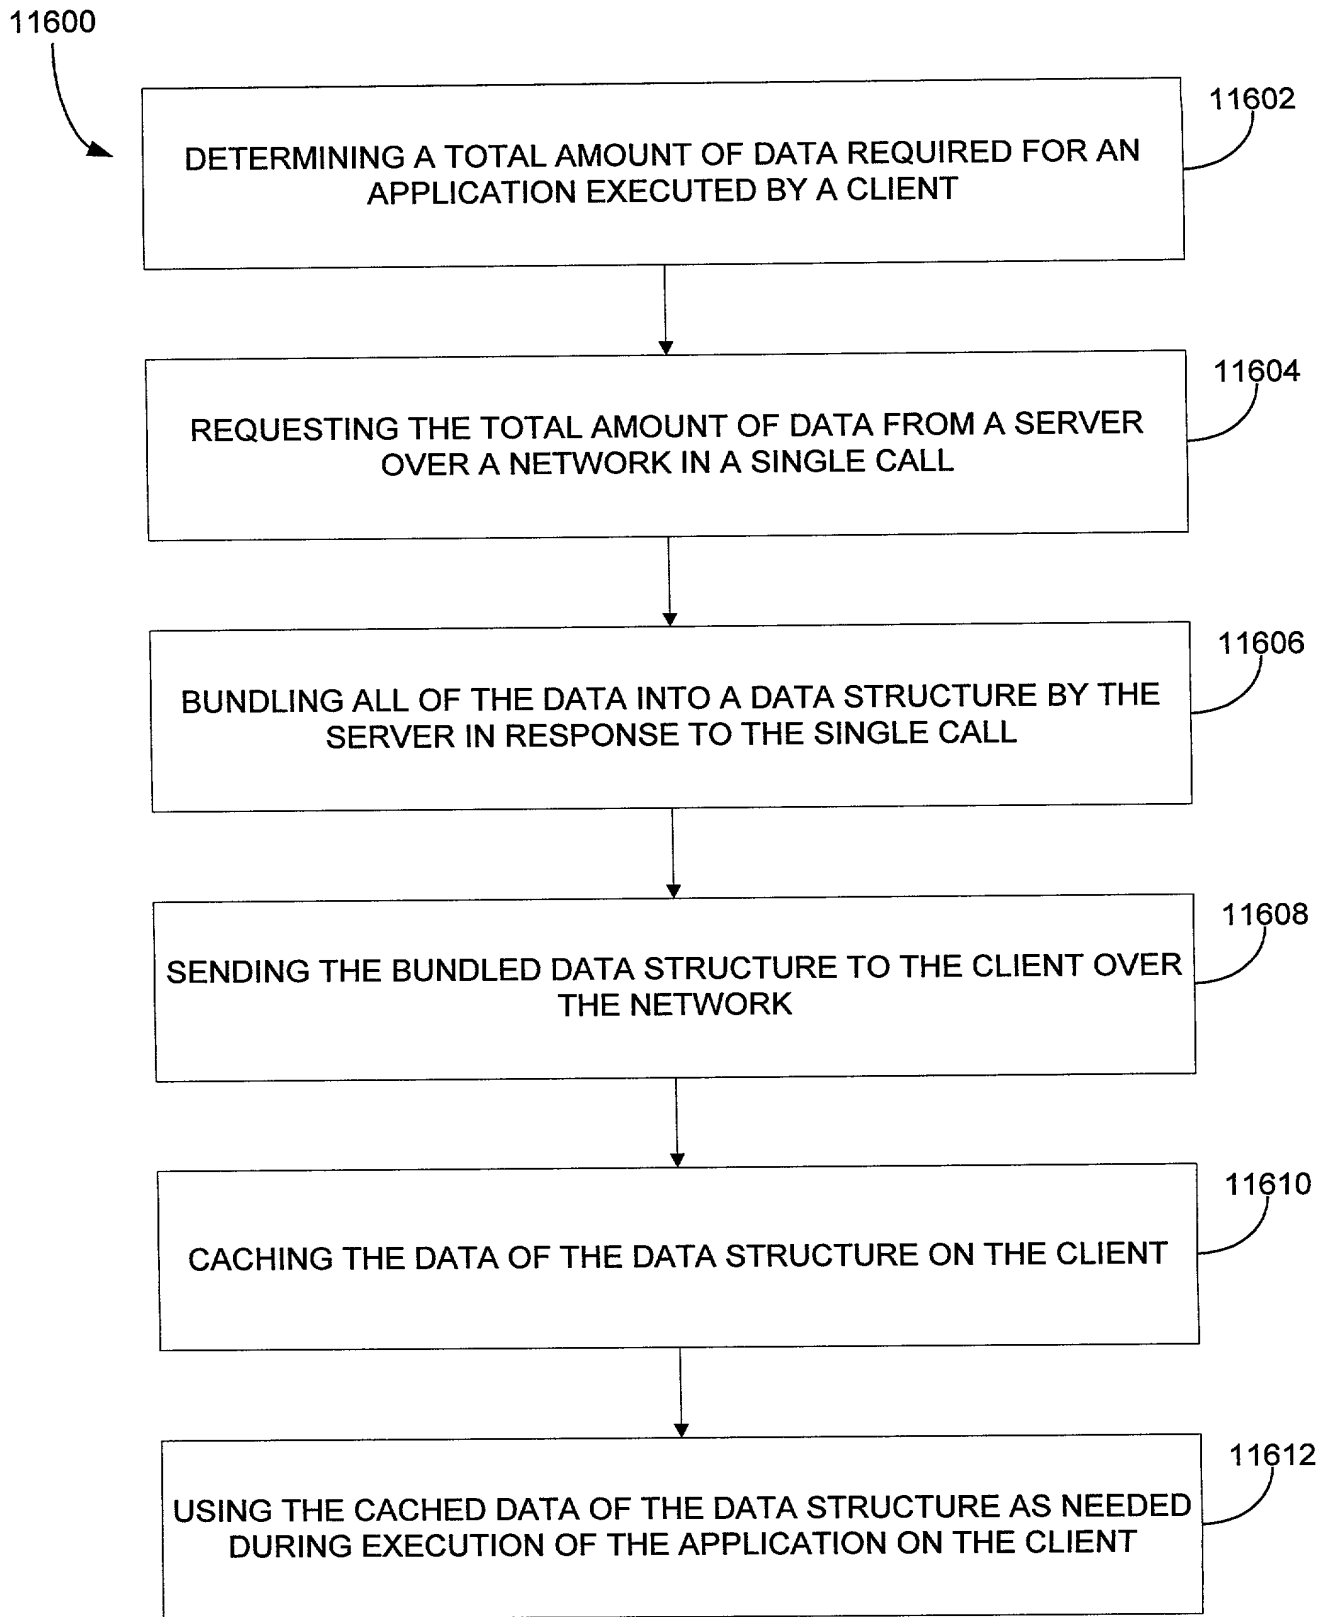 11600
11602
DETERMINING A TOTAL AMOUNT OF DATA REQUIRED FOR AN
APPLICATION EXECUTED BY A CLIENT
11604
REQUESTING THE TOTAL AMOUNT OF DATA FROM A SERVER
OVER A NETWORK IN A SINGLE CALL
11606
BUNDLING ALL OF THE DATA INTO A DATA STRUCTURE BY THE
SERVER IN RESPONSE TO THE SINGLE CALL
11608
SENDING THE BUNDLED DATA STRUCTURE TO THE CLIENT OVER
THE NETWORK
11610
CACHING THE DATA OF THE DATA STRUCTURE ON THE CLIENT
11612
USING THE CACHED DATA OF THE DATA STRUCTURE AS NEEDED
DURING EXECUTION OF THE APPLICATION ON THE CLIENT